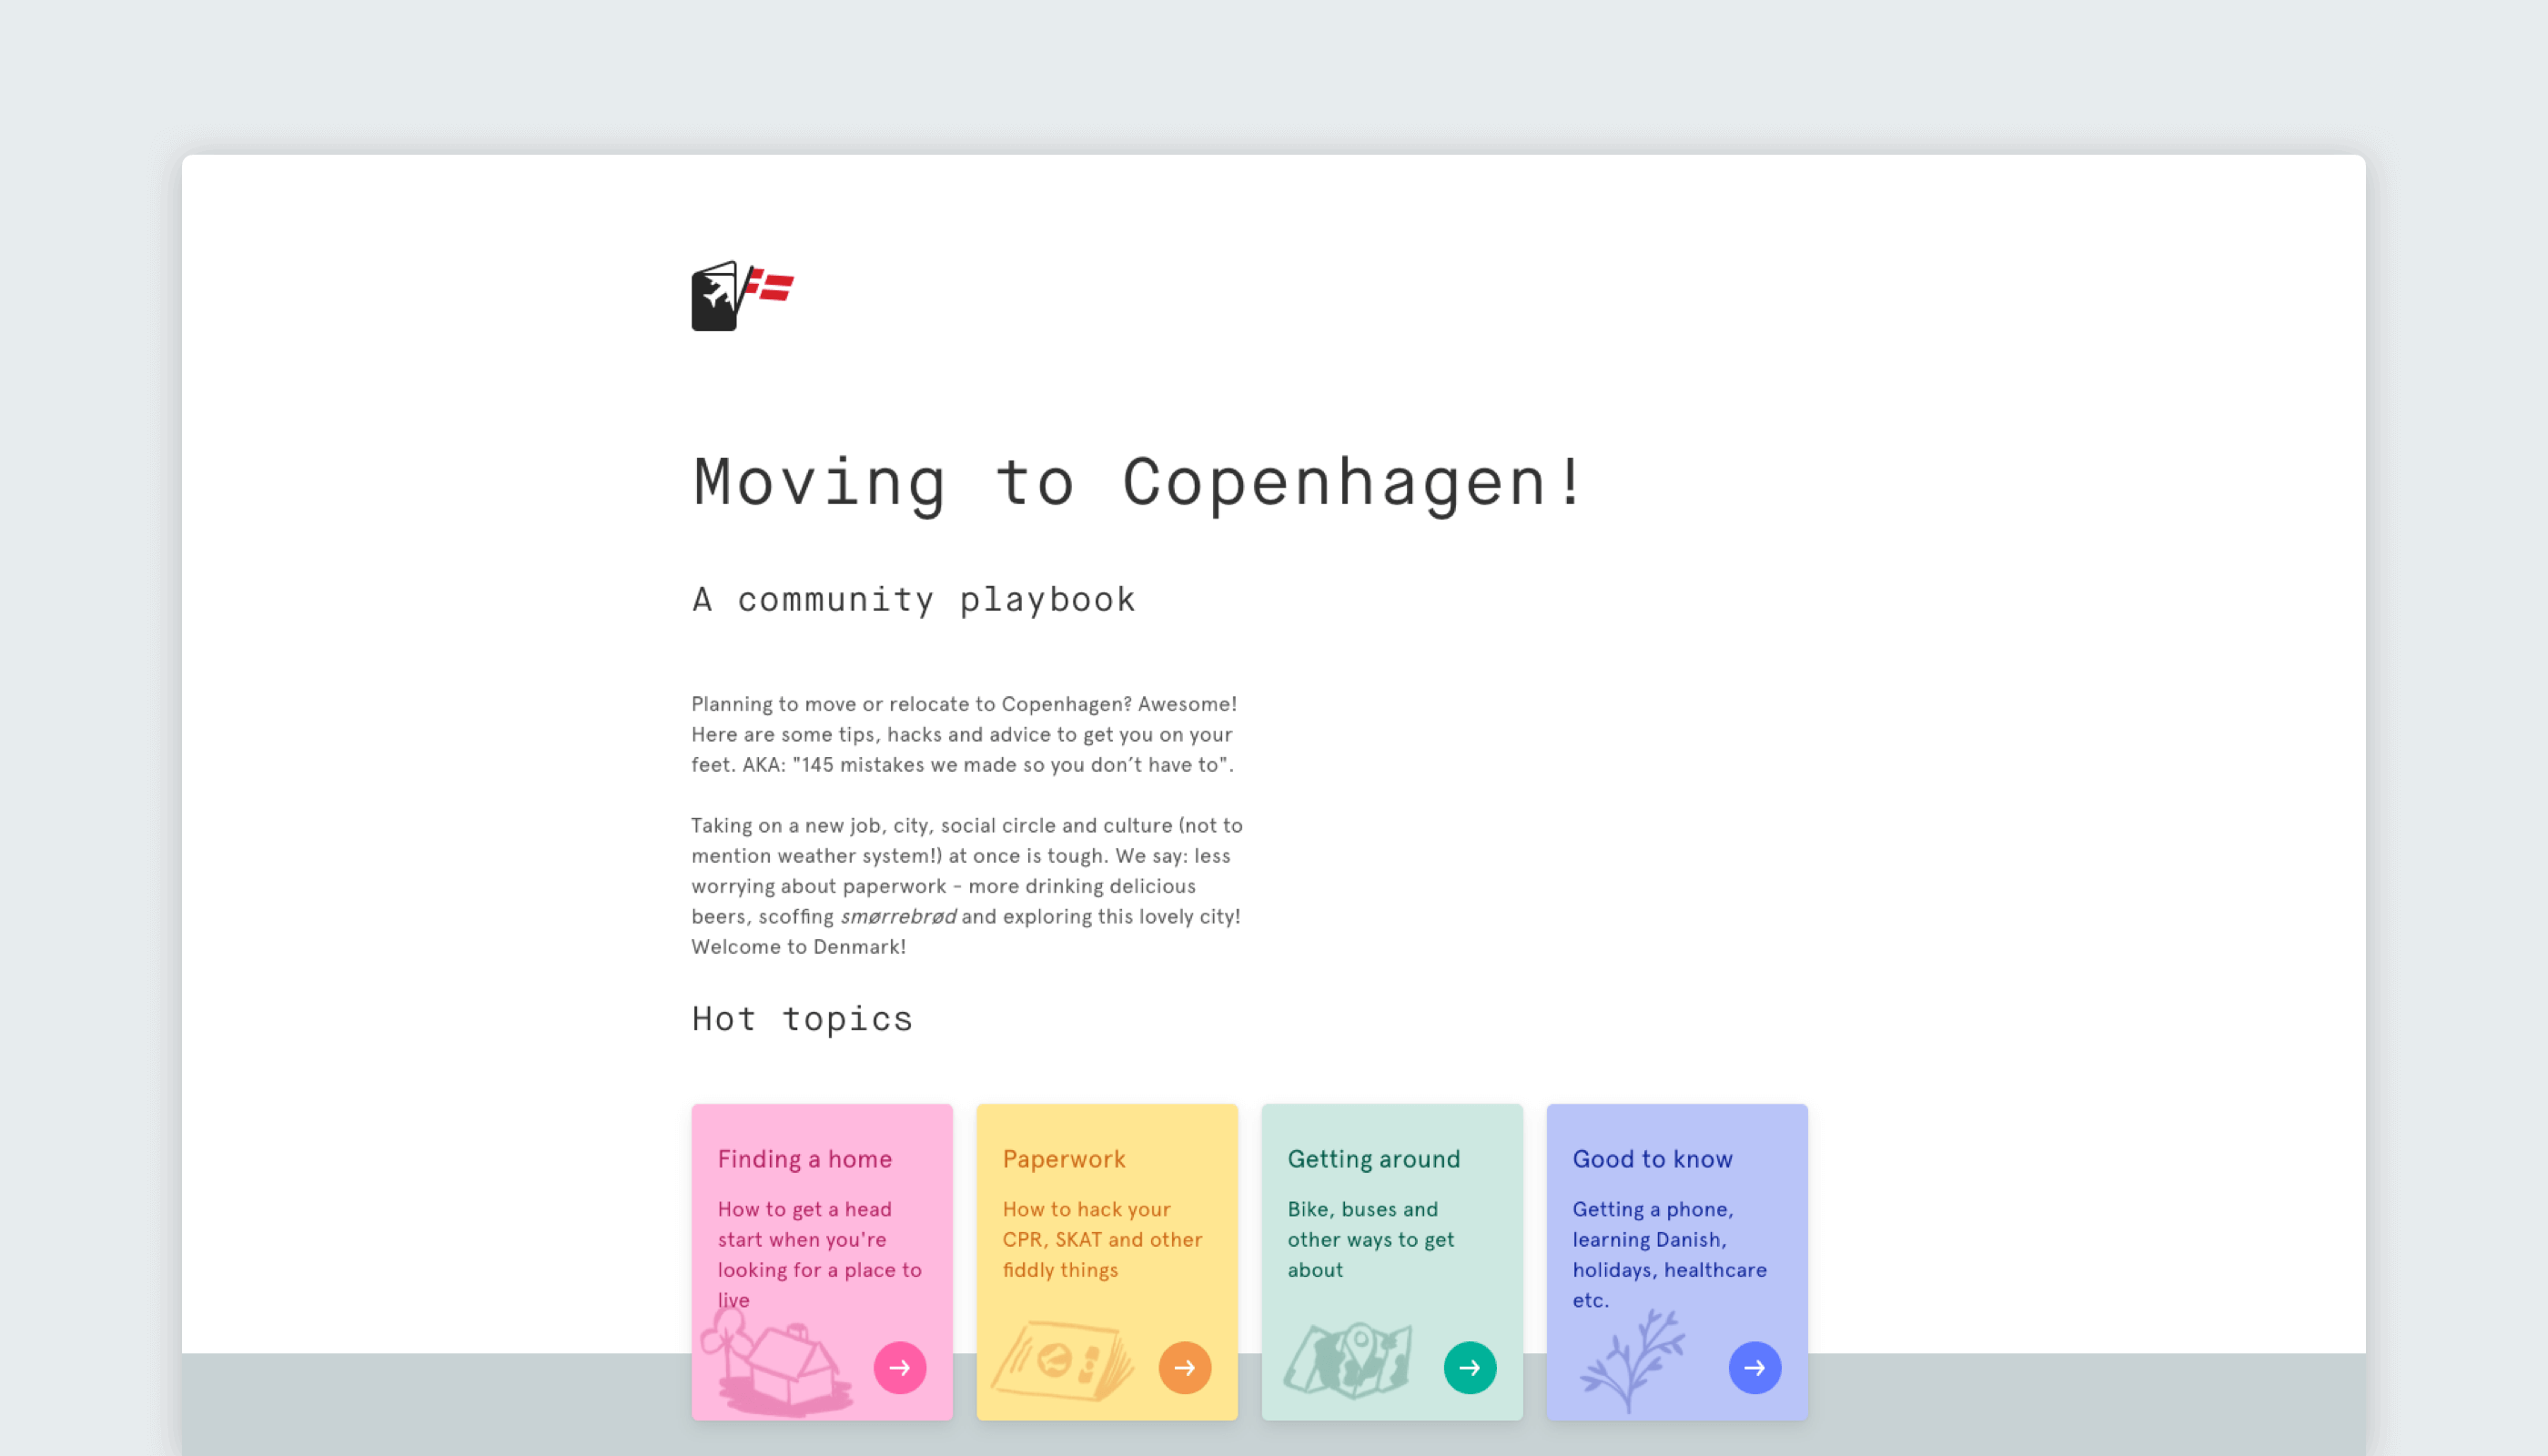 Moving to Copenhagen!
A community playbook
Planning to move or relocate to Copenhagen? Awesome!
Here are some tips, hacks and advice to get you on your
feet. AKA: "145 mistakes we made so you don’t have to".
Taking on a new job, city, social circle and culture (not to
mention weather system!) at once is tough. We say: less
worrying about paperwork - more drinking delicious
beers, scoffing smørrebrød and exploring this lovely city!
Welcome to Denmark!
Hot topics
Finding a home
How to get a head
start when you're
looking for a place to
live
Paperwork
How to hack your
CPR, SKAT and other
fiddly things
Getting around
Bike, buses and
other ways to get
about
Good to know
Getting a phone,
learning Danish,
holidays, healthcare
etc.